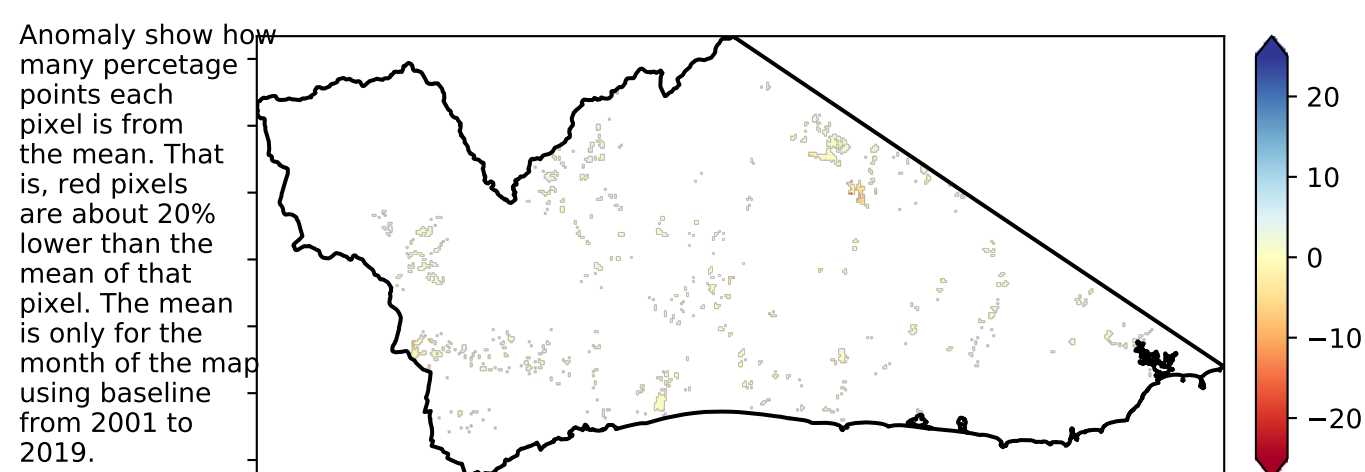 Anomaly show how
many percetage
points each
pixel is from
the mean. That
is, red pixels
are about 20%
lower than the
mean of that
pixel. The mean
is only for the
month of the map
using baseline
from 2001 to
2019.
20
10
0
−10
−20